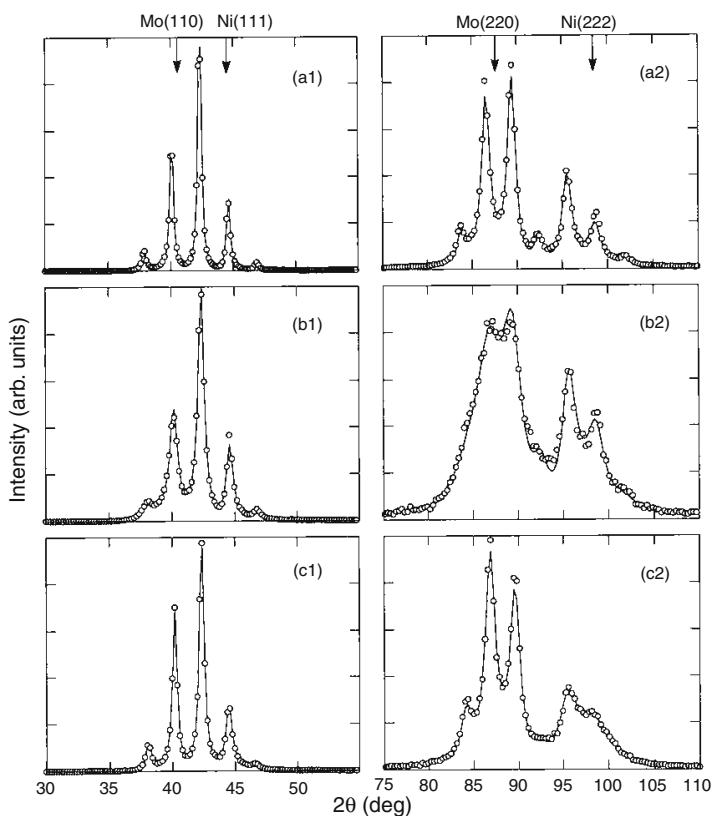 Mo(110) Ni(111)
Mo(220) Ni(222)
(a1)
(a2)
(b1)
(b2)
(c1)
(c2)
Intensity (arb. units)
30 35 40 45 50
75 80 85 90 95 100 105 110
2θ (deg)